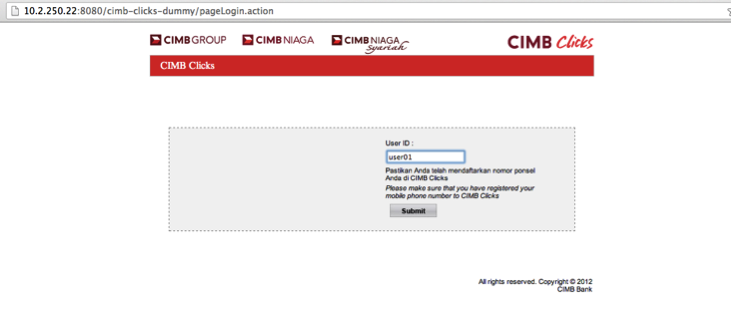 10.2.250.22:8080/cimb-clicks-dummy/pageLogin.action
CIMBGROUP CIMB NIAGA CIMB NIAGA Syariah CIMB Clicks
CIMB Clicks
User ID :
user01
Pastikan Anda telah mendaftarkan nomor ponsel
Anda di CIMB Clicks
Please make sure that you have registered your
mobile phone number to CIMB Clicks
Submit
All rights reserved. Copyright © 2012
CIMB Bank